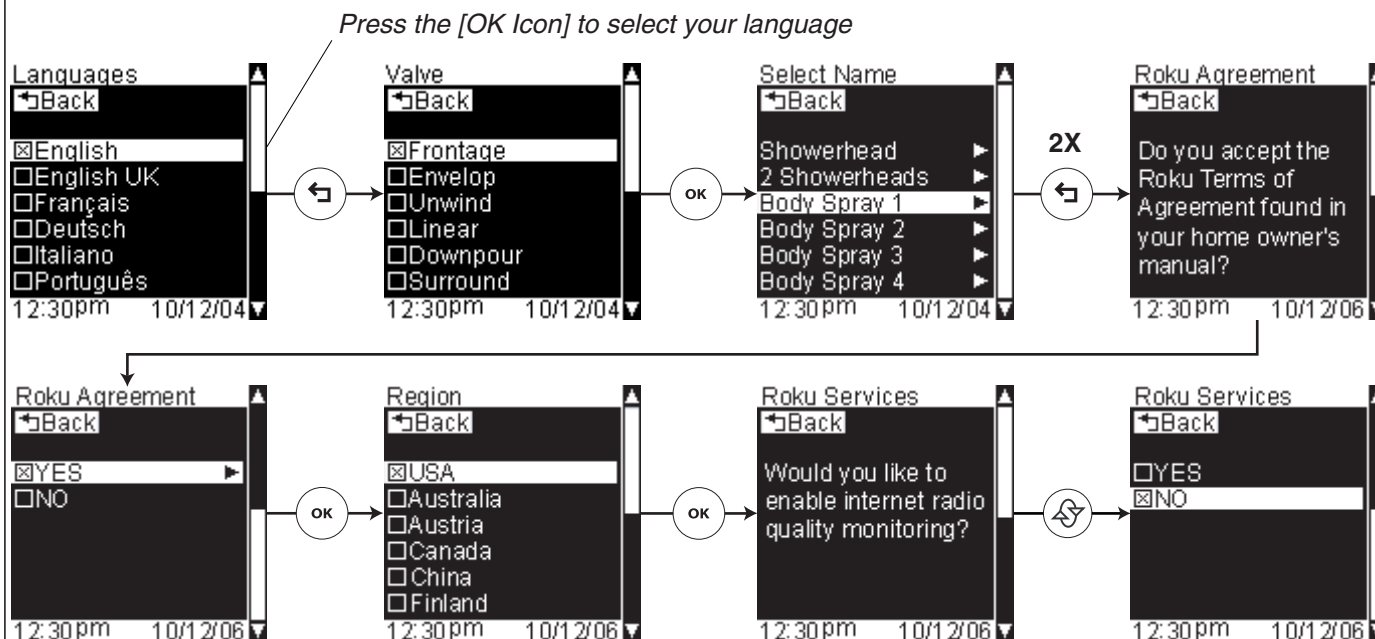 Press the [OK Icon] to select your language
Languages
Back
English
English UK
Français
Deutsch
Italiano
Português
12:30pm 10/12/04
Valve
Back
Frontage
Envelop
Unwind
Linear
Downpour
Surround
12:30pm 10/12/04
OK
Select Name
Back
Showerhead
2 Showerheads
Body Spray 1
Body Spray 2
Body Spray 3
Body Spray 4
12:30pm 10/12/04
2X
Roku Agreement
Back
Do you accept the
Roku Terms of
Agreement found in
your home owner's
manual?
12:30pm 10/12/06
Roku Agreement
Back
YES
NO
12:30pm 10/12/06
OK
Region
Back
USA
Australia
Austria
Canada
China
Finland
12:30pm 10/12/06
OK
Roku Services
Back
Would you like to
enable internet radio
quality monitoring?
12:30pm 10/12/06
Roku Services
Back
YES
NO
12:30pm 10/12/06